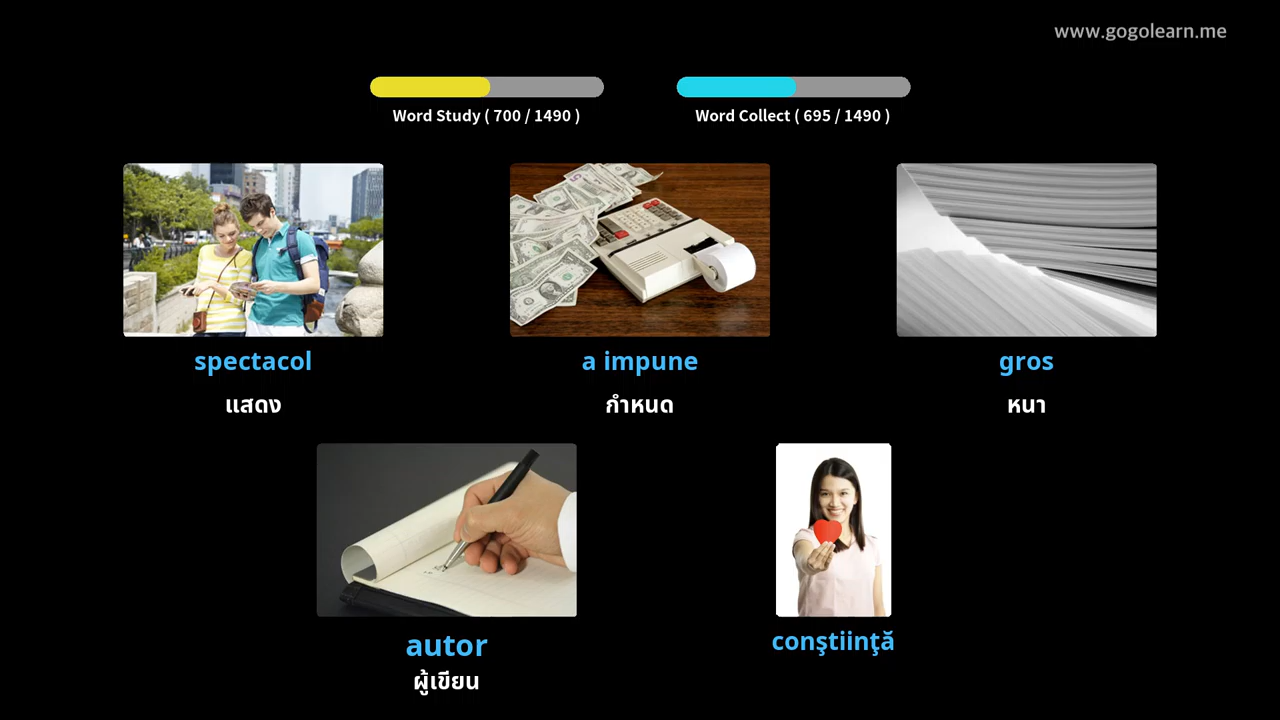 www.gogolearn.me
Word Study ( 700 / 1490 )
Word Collect ( 695 / 1490 )
spectacol
a impune
gros
แสดง
กำหนด
หนา
autor
conştiinţă
ผู้เขียน